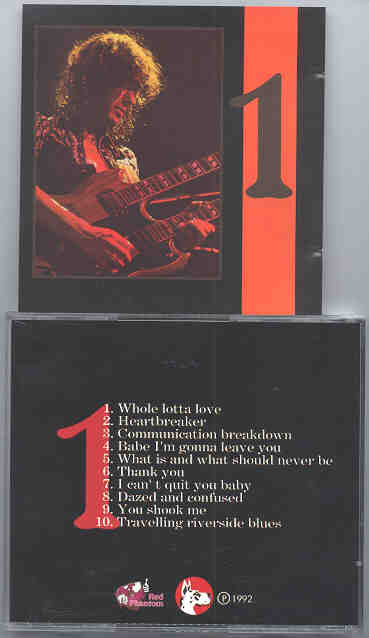 1
1
1. Whole lotta love
2. Heartbreaker
3. Communication breakdown
4. Babe I'm gonna leave you
5. What is and what should never be
6. Thank you
7. I can't quit you baby
8. Dazed and confused
9. You shook me
10. Travelling riverside blues
Red
Phantom
℗ 1992